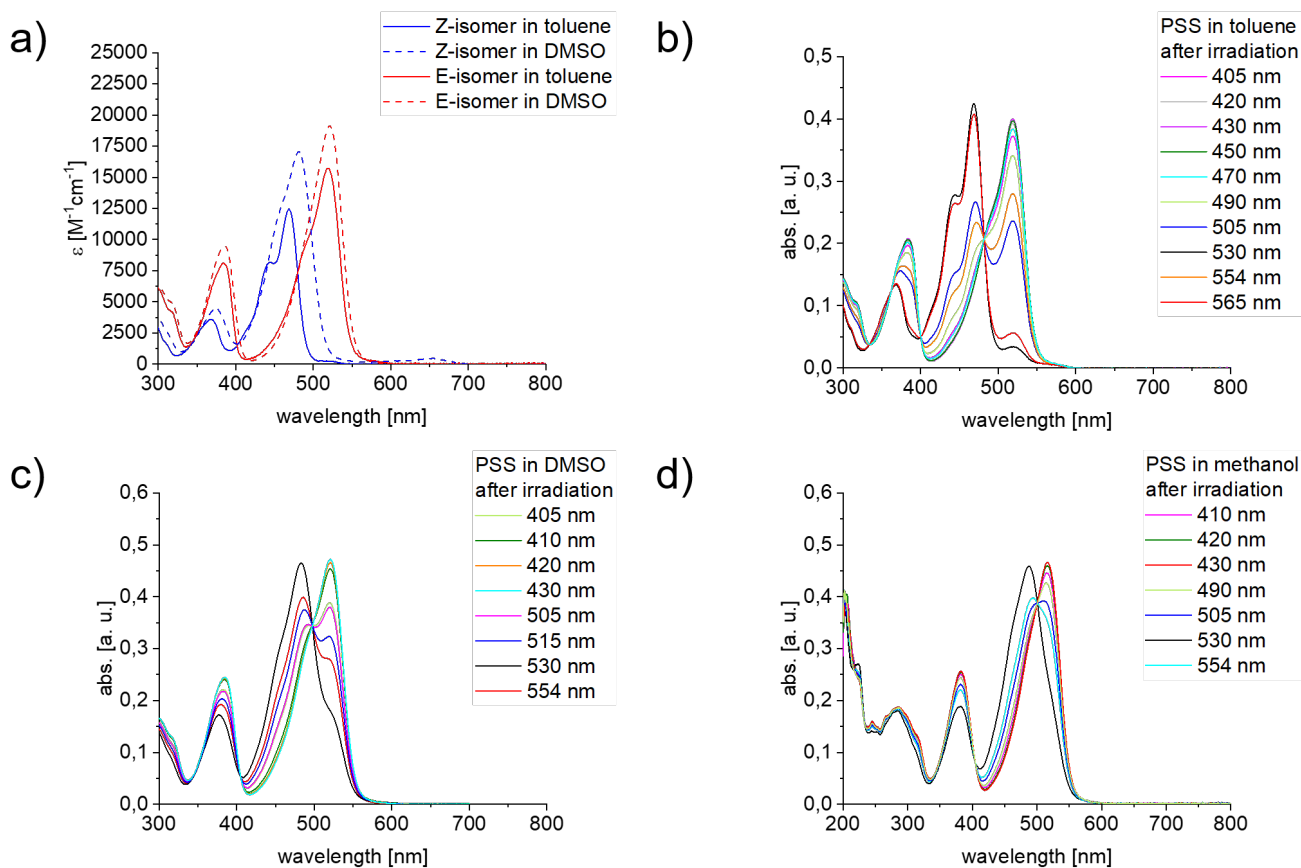 a)
Z-isomer in toluene
Z-isomer in DMSO
E-isomer in toluene
E-isomer in DMSO
25000
22500
20000
17500
15000
12500
10000
7500
5000
2500
0
ε [M⁻¹cm⁻¹]
300 400 500 600 700 800
wavelength [nm]
b)
PSS in toluene
after irradiation
405 nm
420 nm
430 nm
450 nm
470 nm
490 nm
505 nm
530 nm
554 nm
565 nm
0,5
0,4
0,3
0,2
0,1
0,0
abs. [a. u.]
300 400 500 600 700 800
wavelength [nm]
c)
PSS in DMSO
after irradiation
405 nm
410 nm
420 nm
430 nm
505 nm
515 nm
530 nm
554 nm
0,6
0,5
0,4
0,3
0,2
0,1
0,0
abs. [a. u.]
300 400 500 600 700 800
wavelength [nm]
d)
PSS in methanol
after irradiation
410 nm
420 nm
430 nm
490 nm
505 nm
530 nm
554 nm
0,6
0,5
0,4
0,3
0,2
0,1
0,0
abs. [a. u.]
200 300 400 500 600 700 800
wavelength [nm]